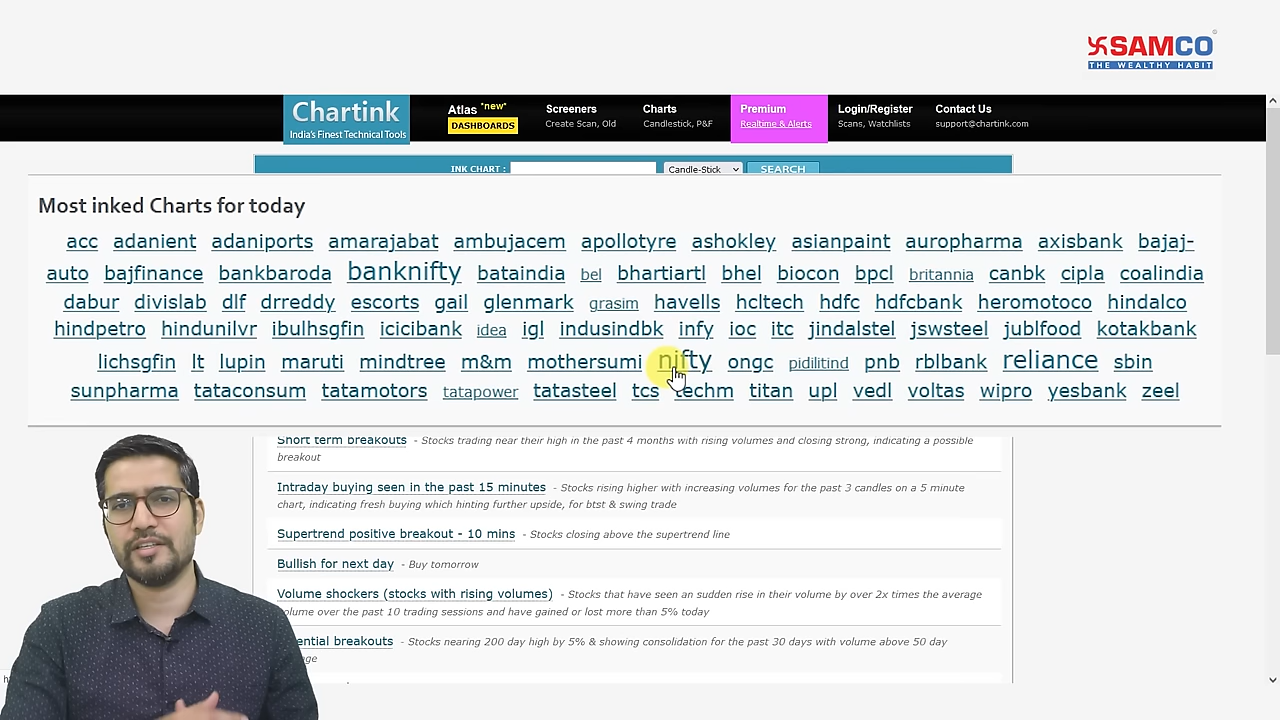 SAMCO
THE WEALTHY HABIT
Chartink
India's Finest Technical Tools
Atlas *new*
DASHBOARDS
Screeners
Create Scan, Old
Charts
Candlestick, P&F
Premium
Realtime & Alerts
Login/Register
Scans, Watchlists
Contact Us
support@chartink.com
INK CHART :
Candle-Stick
SEARCH
Most inked Charts for today
acc adanient adaniports amarajabat ambujacem apollotyre ashokley asianpaint auropharma axisbank bajaj-
auto bajfinance bankbaroda banknifty bataindia bel bhartiartl bhel biocon bpcl britannia canbk cipla coalindia
dabur divislab dlf drreddy escorts gail glenmark grasim havells hcltech hdfc hdfcbank heromotoco hindalco
hindpetro hindunilvr ibulhsgfin icicibank idea igl indusindbk infy ioc itc jindalstel jswsteel jublfood kotakbank
lichsgfin lt lupin maruti mindtree m&m mothersumi nifty ongc pidilitind pnb rblbank reliance sbin
sunpharma tataconsum tatamotors tatapower tatasteel tcs techm titan upl vedl voltas wipro yesbank zeel
Short term breakouts - Stocks trading near their high in the past 4 months with rising volumes and closing strong, indicating a possible
breakout
Intraday buying seen in the past 15 minutes - Stocks rising higher with increasing volumes for the past 3 candles on a 5 minute
chart, indicating fresh buying which hinting further upside, for btst & swing trade
Supertrend positive breakout - 10 mins - Stocks closing above the supertrend line
Bullish for next day - Buy tomorrow
Volume shockers (stocks with rising volumes) - Stocks that have seen an sudden rise in their volume by over 2x times the average
volume over the past 10 trading sessions and have gained or lost more than 5% today
breakouts - Stocks nearing 200 day high by 5% & showing consolidation for the past 30 days with volume above 50 day